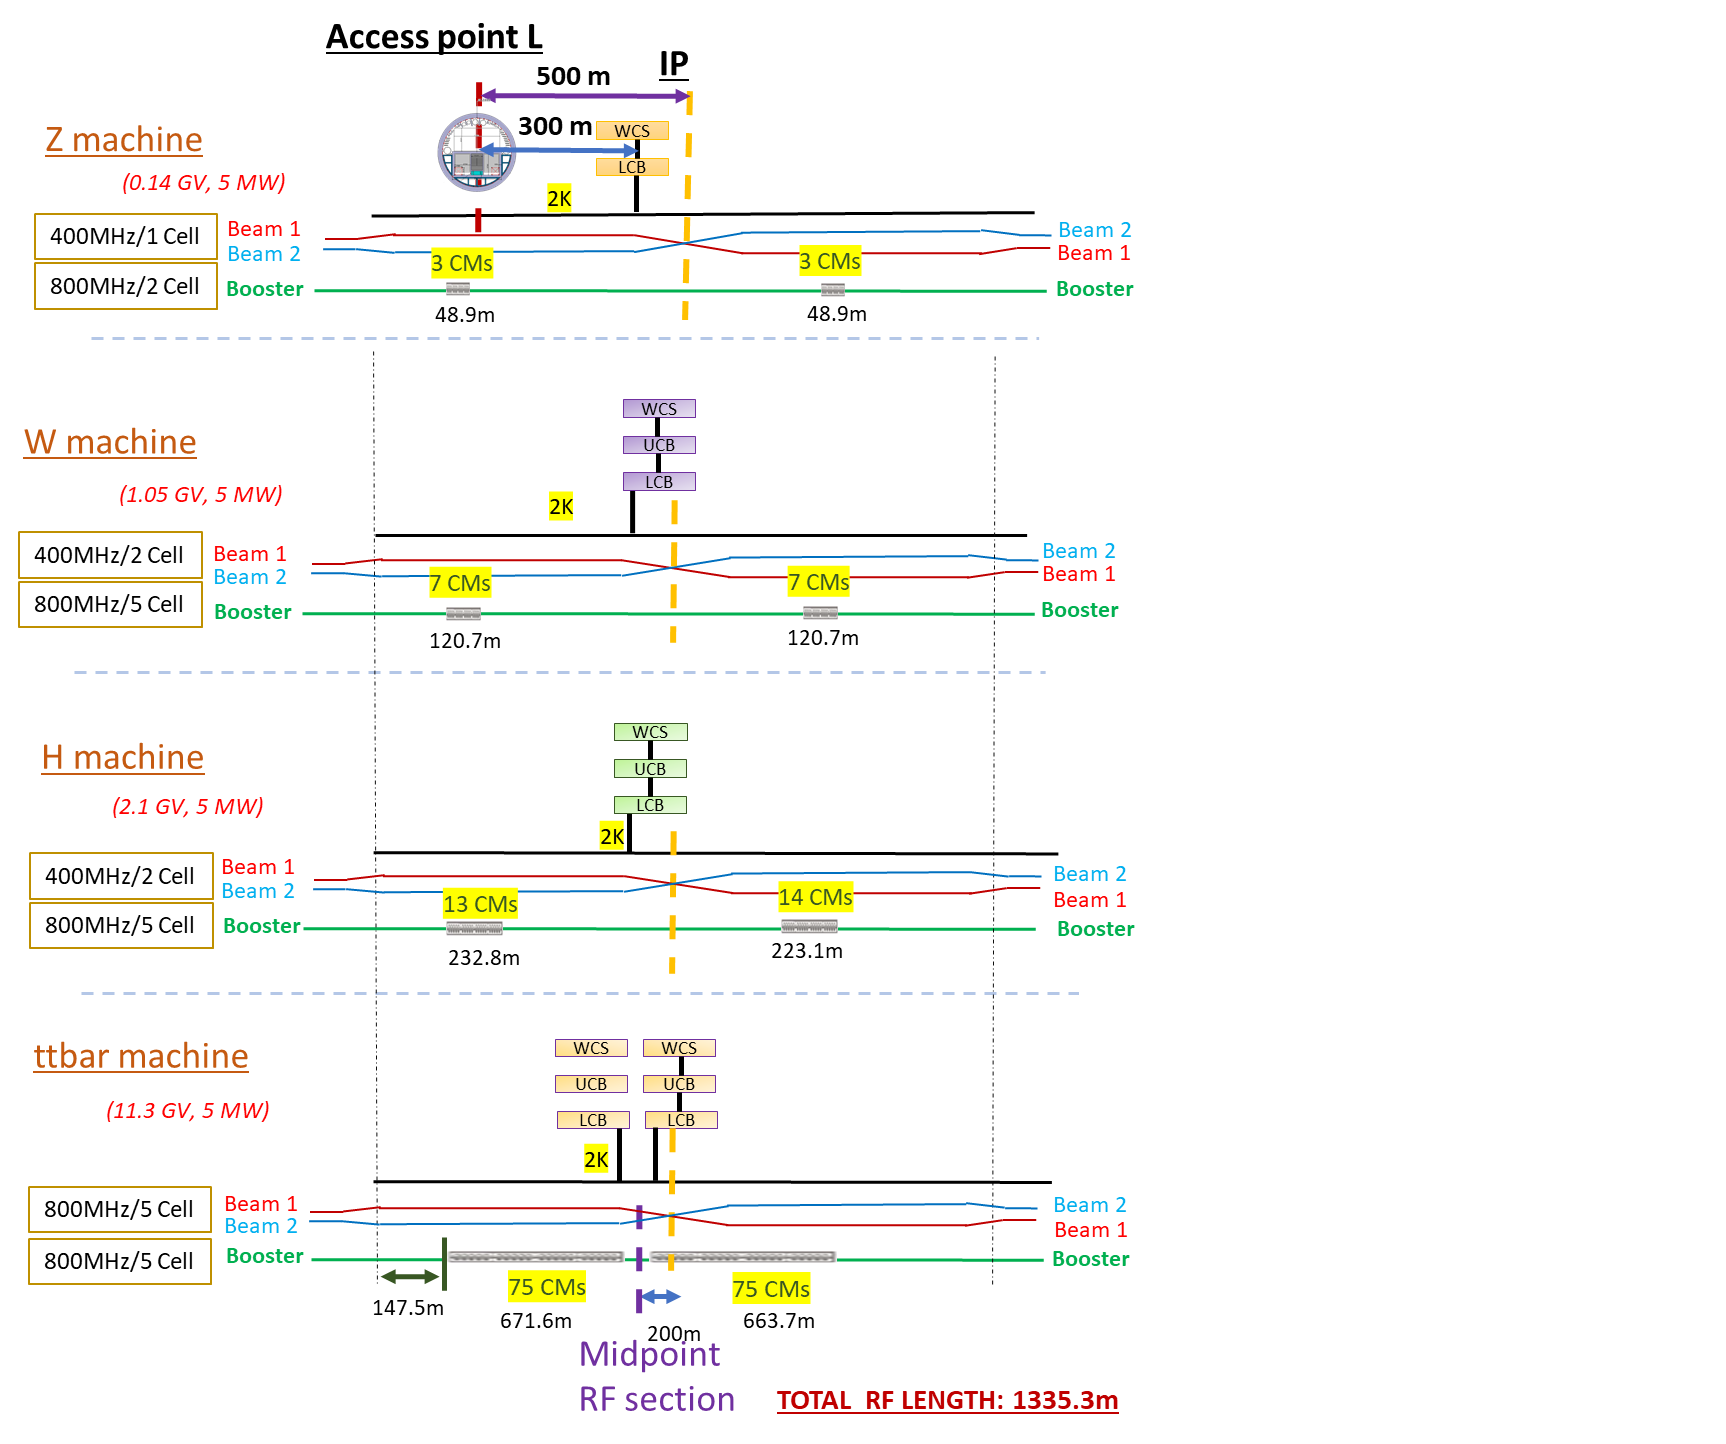 Access point L
IP
500 m
300 m
WCS
LCB
Z machine
(0.14 GV, 5 MW)
2K
400MHz/1 Cell
Beam 1
Beam 2
Beam 2
Beam 1
3 CMs
3 CMs
800MHz/2 Cell
Booster
Booster
48.9m
48.9m
WCS
UCB
LCB
W machine
(1.05 GV, 5 MW)
2K
400MHz/2 Cell
Beam 1
Beam 2
Beam 2
Beam 1
7 CMs
7 CMs
800MHz/5 Cell
Booster
Booster
120.7m
120.7m
WCS
UCB
LCB
H machine
(2.1 GV, 5 MW)
2K
400MHz/2 Cell
Beam 1
Beam 2
Beam 2
Beam 1
13 CMs
14 CMs
800MHz/5 Cell
Booster
Booster
232.8m
223.1m
WCS
WCS
UCB
UCB
LCB
LCB
ttbar machine
(11.3 GV, 5 MW)
2K
800MHz/5 Cell
Beam 1
Beam 2
Beam 2
Beam 1
800MHz/5 Cell
Booster
Booster
75 CMs
75 CMs
147.5m
671.6m
200m
663.7m
Midpoint
RF section
TOTAL RF LENGTH: 1335.3m